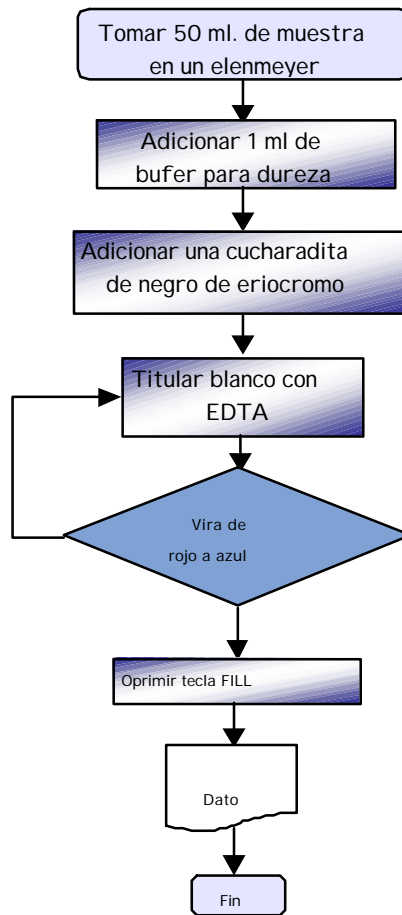 Tomar 50 ml. de muestra
en un elenmeyer
Adicionar 1 ml de
bufer para dureza
Adicionar una cucharadita
de negro de eriocromo
Titular blanco con
EDTA
Vira de
rojo a azul
Oprimir tecla FILL
Dato
Fin